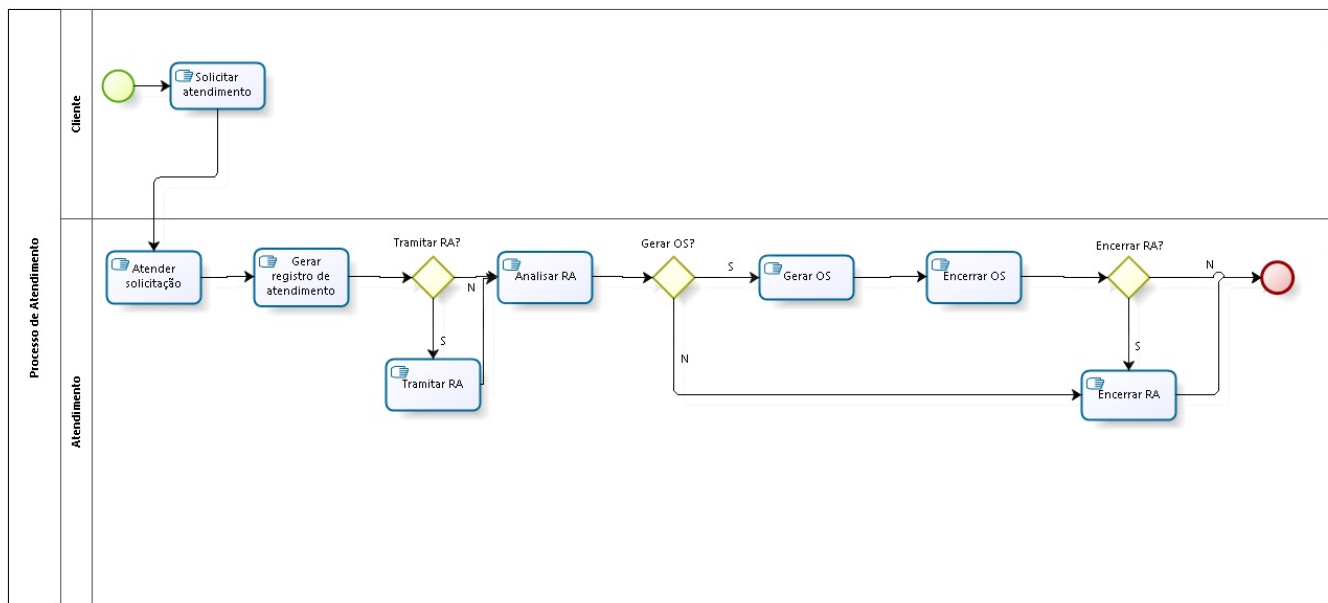 Processo de Atendimento
Cliente
Solicitar
atendimento
Atendimento
Atender
solicitação
Gerar
registro de
atendimento
Tramitar RA?
N
S
Tramitar RA
Analisar RA
Gerar OS?
S
N
Gerar OS
Encerrar OS
Encerrar RA?
N
S
Encerrar RA